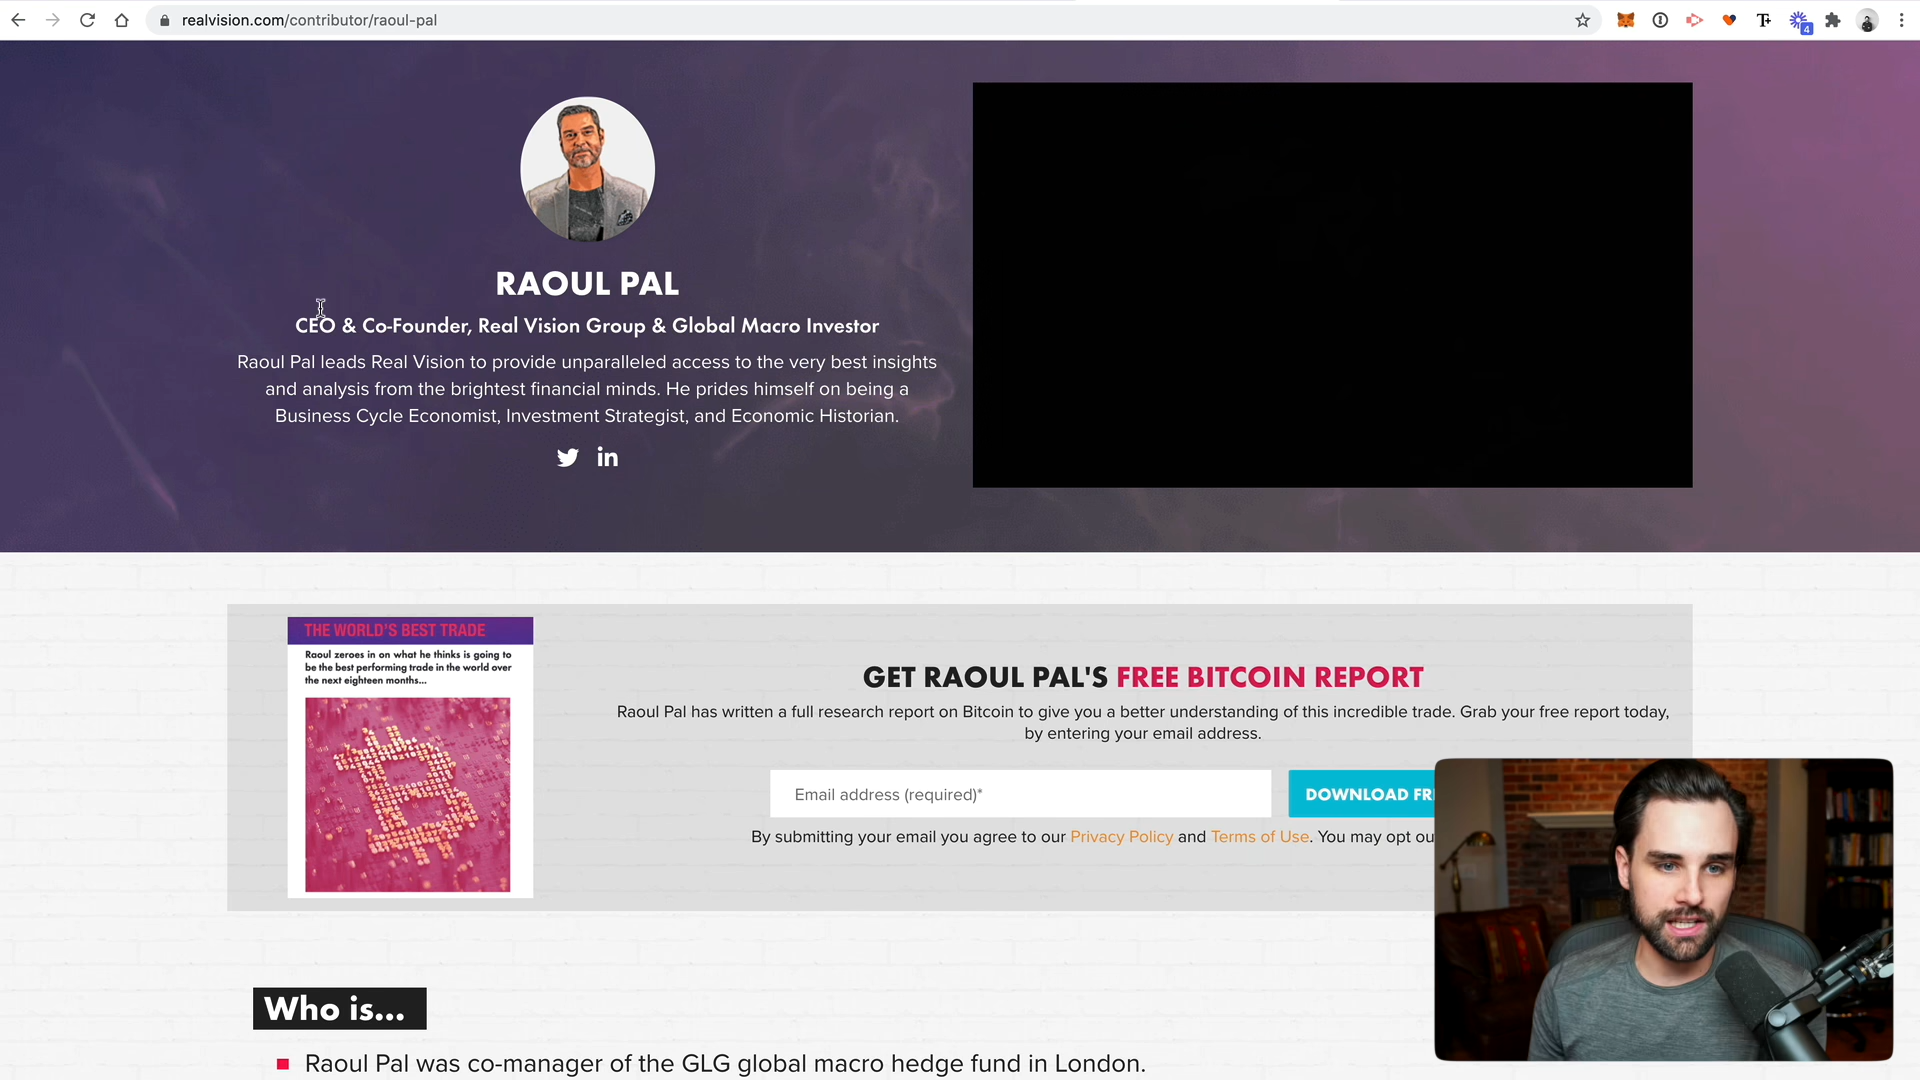 realvision.com/contributor/raoul-pal
4
RAOUL PAL
CEO & Co-Founder, Real Vision Group & Global Macro Investor
Raoul Pal leads Real Vision to provide unparalleled access to the very best insights
and analysis from the brightest financial minds. He prides himself on being a
Business Cycle Economist, Investment Strategist, and Economic Historian.
in
THE WORLD'S BEST TRADE
Raoul zeroes in on what he thinks is going to
be the best performing trade in the world over
the next eighteen months...
GET RAOUL PAL'S FREE BITCOIN REPORT
Raoul Pal has written a full research report on Bitcoin to give you a better understanding of this incredible trade. Grab your free report today,
by entering your email address.
Email address (required)*
DOWNLOAD FR
By submitting your email you agree to our Privacy Policy and Terms of Use. You may opt ou
Who is...
Raoul Pal was co-manager of the GLG global macro hedge fund in London.